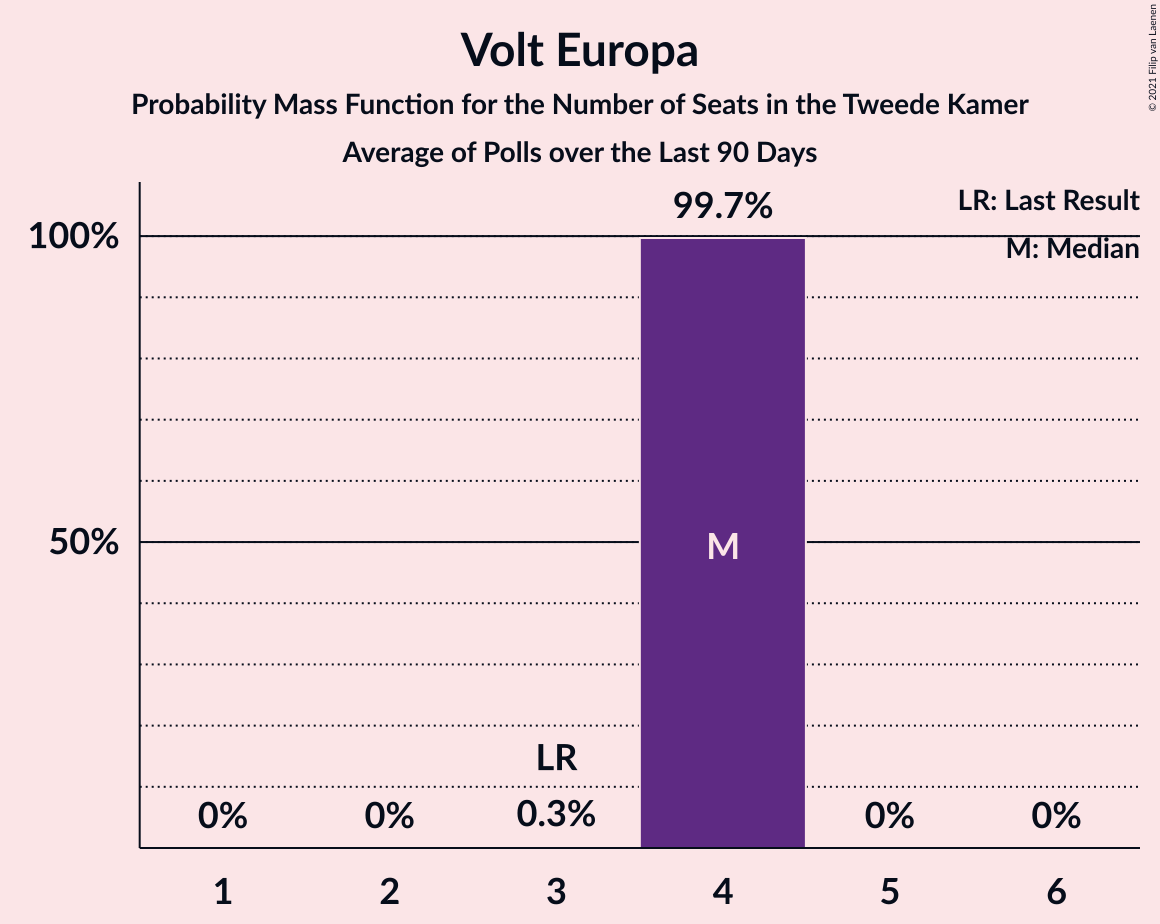 Volt Europa
Probability Mass Function for the Number of Seats in the Tweede Kamer
Average of Polls over the Last 90 Days
© 2021 Filip van Laenen
LR: Last Result
M: Median
99.7%
100%
50%
M
LR
0% 0% 0.3% 0% 0%
1 2 3 4 5 6